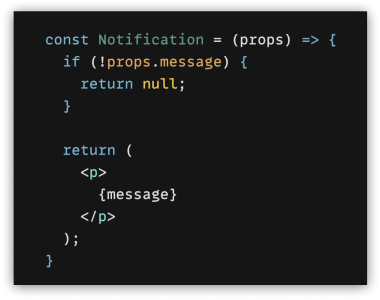 const Notification = (props) => {
  if (!props.message) {
    return null;
  }

  return (
    <p>
      {message}
    </p>
  );
}